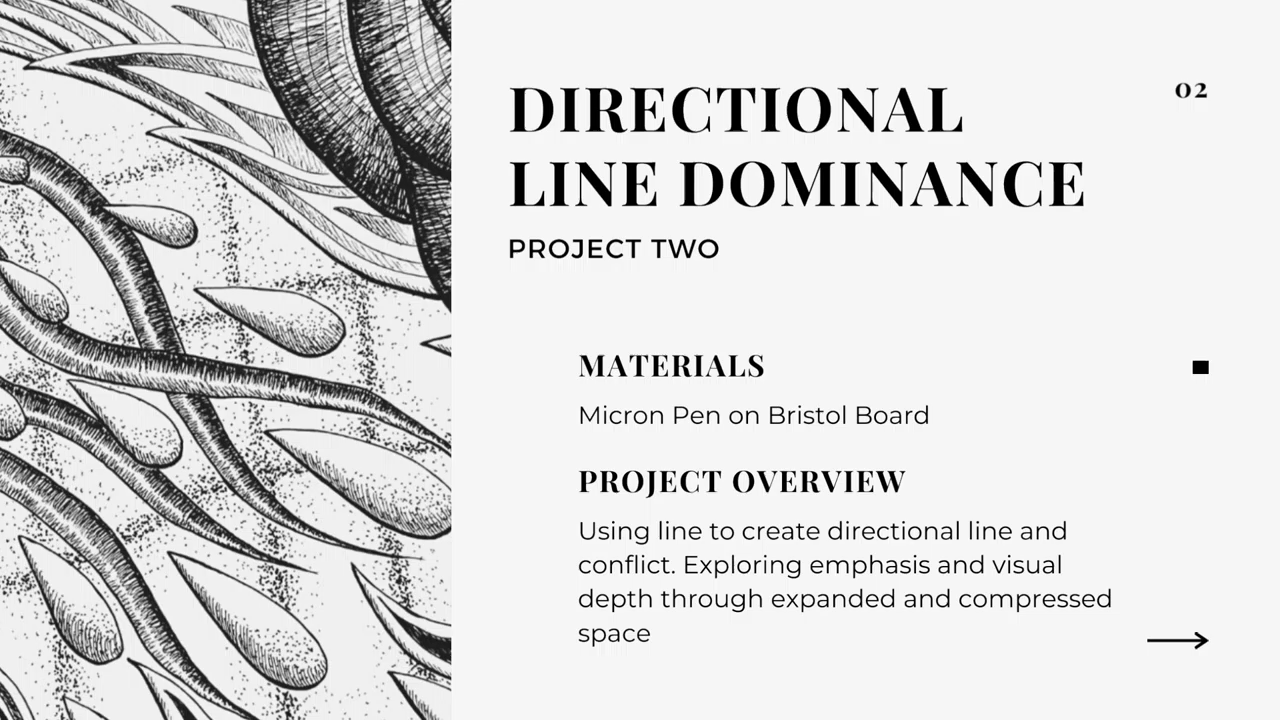 DIRECTIONAL
LINE DOMINANCE
02
PROJECT TWO
MATERIALS
Micron Pen on Bristol Board
PROJECT OVERVIEW
Using line to create directional line and
conflict. Exploring emphasis and visual
depth through expanded and compressed
space